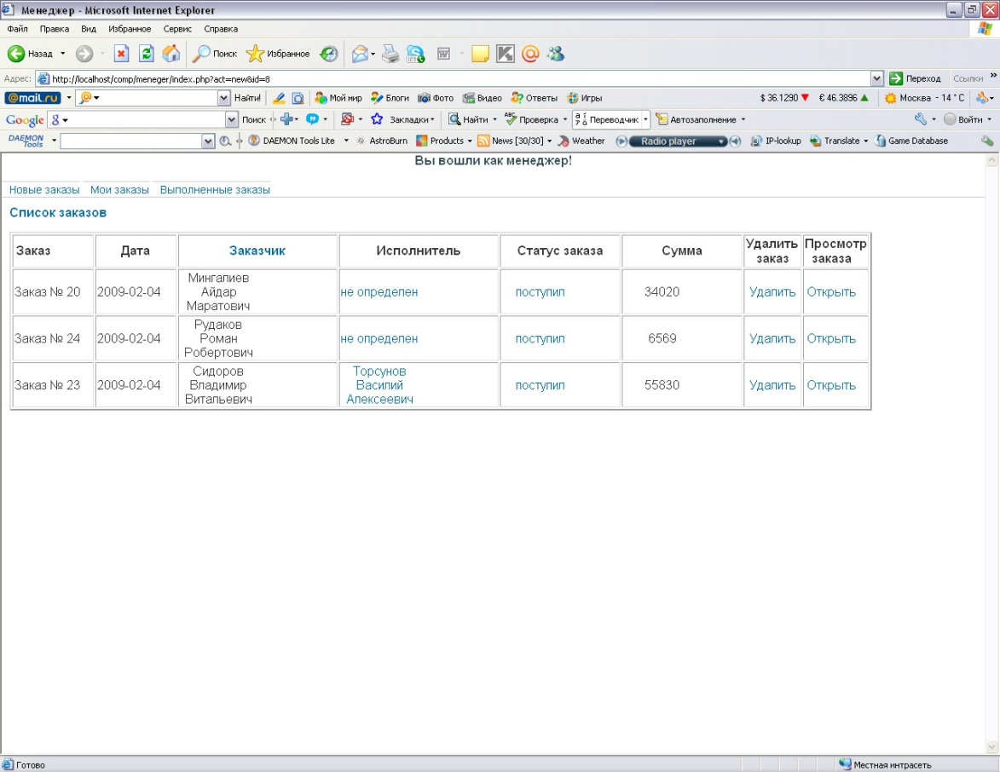 Менеджер - Microsoft Internet Explorer
Файл Правка Вид Избранное Сервис Справка
Назад Поиск Избранное
Адрес: http://localhost/comp/meneger/index.php?act=new&id=8 Переход Ссылки »
@mail.ru Найти! Мой мир Блоги Фото Видео Ответы Игры $ 36.1290 € 46.3896 Москва - 14 °C
Google Поиск Закладки Найти Проверка Переводчик Автозаполнение Войти
DAEMON Tools DAEMON Tools Lite AstroBurn Products News [30/30] Weather Radio player IP-lookup Translate Game Database
Вы вошли как менеджер!
Новые заказы Мои заказы Выполненные заказы
Список заказов
Заказ Дата Заказчик Исполнитель Статус заказа Сумма Удалить заказ Просмотр заказа
Заказ № 20 2009-02-04 Мингалиев Айдар Маратович не определен поступил 34020 Удалить Открыть
Заказ № 24 2009-02-04 Рудаков Роман Робертович не определен поступил 6569 Удалить Открыть
Заказ № 23 2009-02-04 Сидоров Владимир Витальевич Торсунов Василий Алексеевич поступил 55830 Удалить Открыть
Готово Местная интрасеть